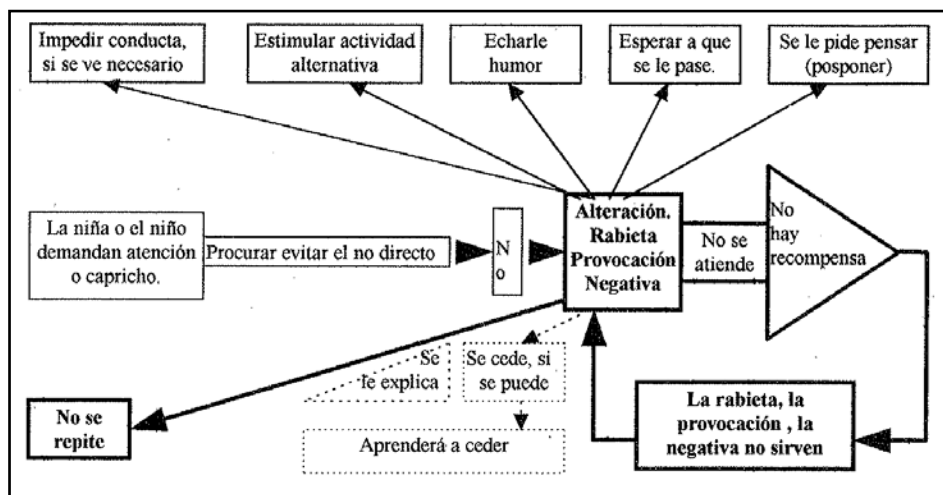 Impedir conducta,
si se ve necesario
Estimular actividad
alternativa
Echarle
humor
Esperar a que
se le pase.
Se le pide pensar
(posponer)
La niña o el niño
demandan atención
o capricho.
Procurar evitar el no directo
N
o
Alteración.
Rabieta
Provocación
Negativa
No se
atiende
No
hay
recompensa
Se
le explica
Se cede, si
se puede
No se
repite
Aprenderá a ceder
La rabieta, la
provocación , la
negativa no sirven